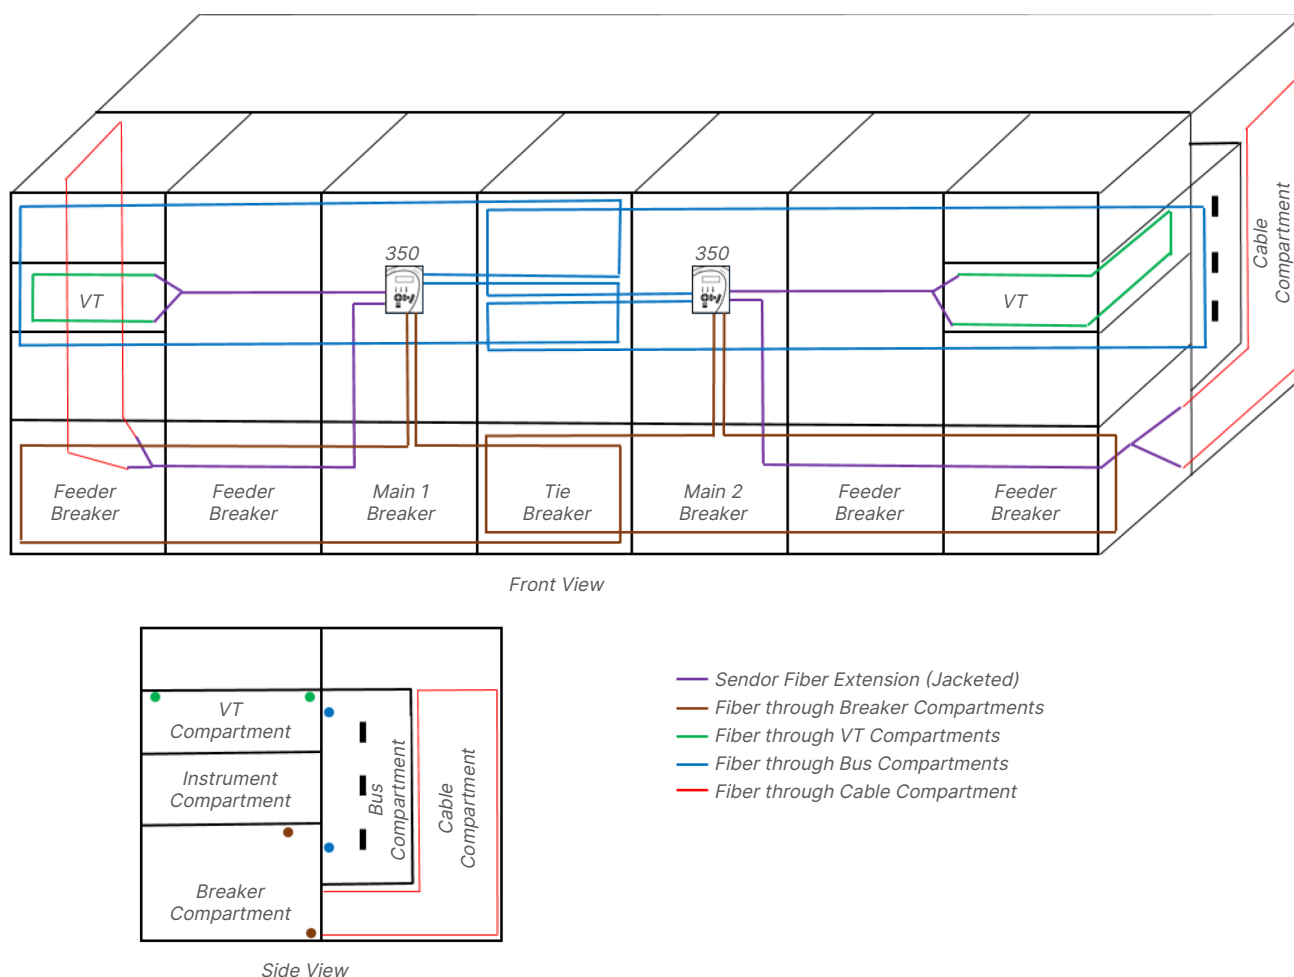 350
350
VT
VT
Cable
Compartment
Feeder
Breaker
Feeder
Breaker
Main 1
Breaker
Tie
Breaker
Main 2
Breaker
Feeder
Breaker
Feeder
Breaker
Front View
VT
Compartment
Instrument
Compartment
Breaker
Compartment
Bus
Compartment
Cable
Compartment
Side View
Sendor Fiber Extension (Jacketed)
Fiber through Breaker Compartments
Fiber through VT Compartments
Fiber through Bus Compartments
Fiber through Cable Compartment